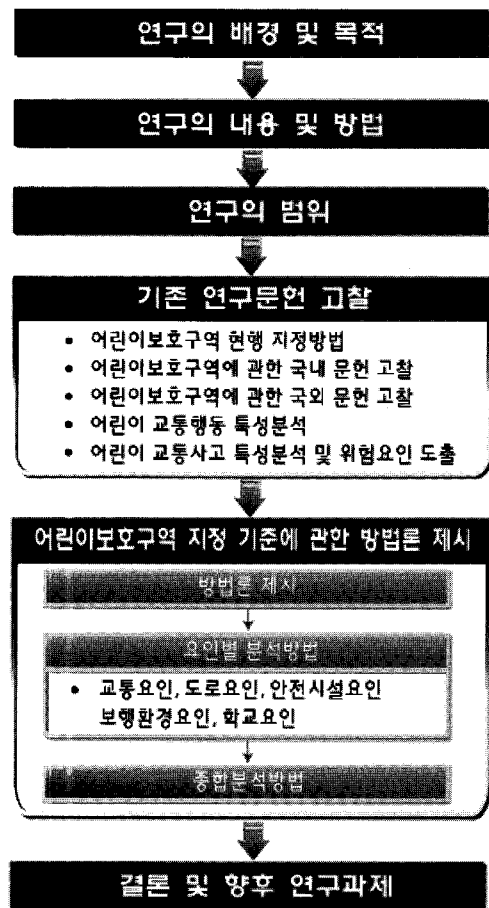 연구의 배경 및 목적
연구의 내용 및 방법
연구의 범위
기존 연구문헌 고찰
• 어린이보호구역 현행 지정방법
• 어린이보호구역에 관한 국내 문헌 고찰
• 어린이보호구역에 관한 국외 문헌 고찰
• 어린이 교통행동 특성분석
• 어린이 교통사고 특성분석 및 위험요인 도출
어린이보호구역 지정 기준에 관한 방법론 제시
방법론 제시
요인별 분석방법
• 교통요인, 도로요인, 안전시설요인
보행환경요인, 학교요인
종합분석방법
결론 및 향후 연구과제